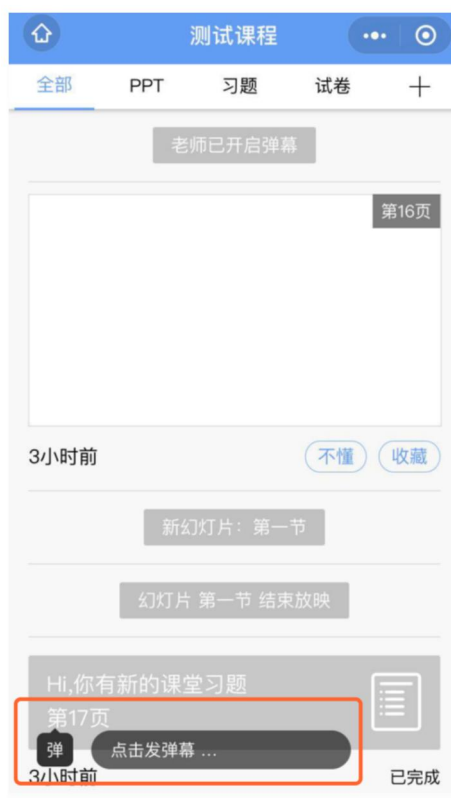 测试课程
全部 PPT 习题 试卷
老师已开启弹幕
第16页
3小时前 不懂 收藏
新幻灯片：第一节
幻灯片 第一节 结束放映
Hi,你有新的课堂习题
第17页
弹 点击发弹幕 ...
3小时前 已完成